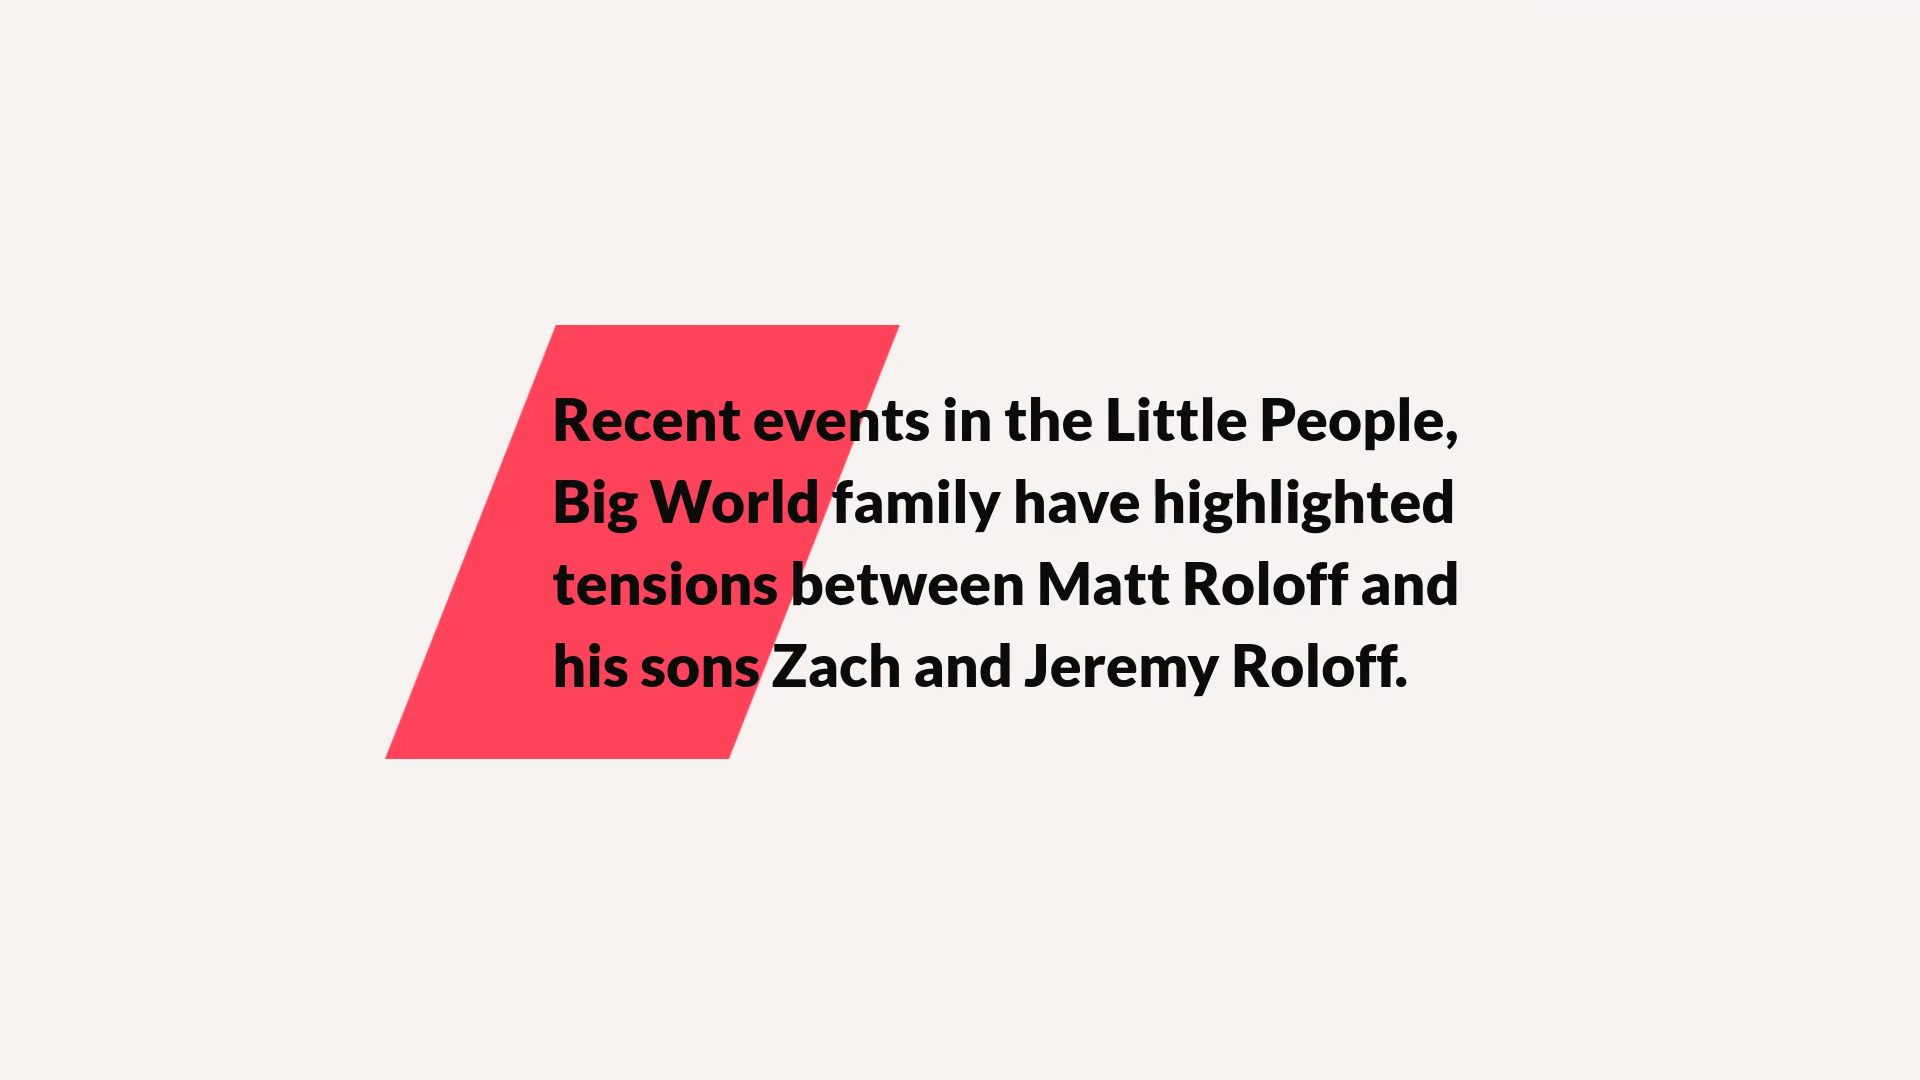 Recent events in the Little People,
Big World family have highlighted
tensions between Matt Roloff and
his sons Zach and Jeremy Roloff.